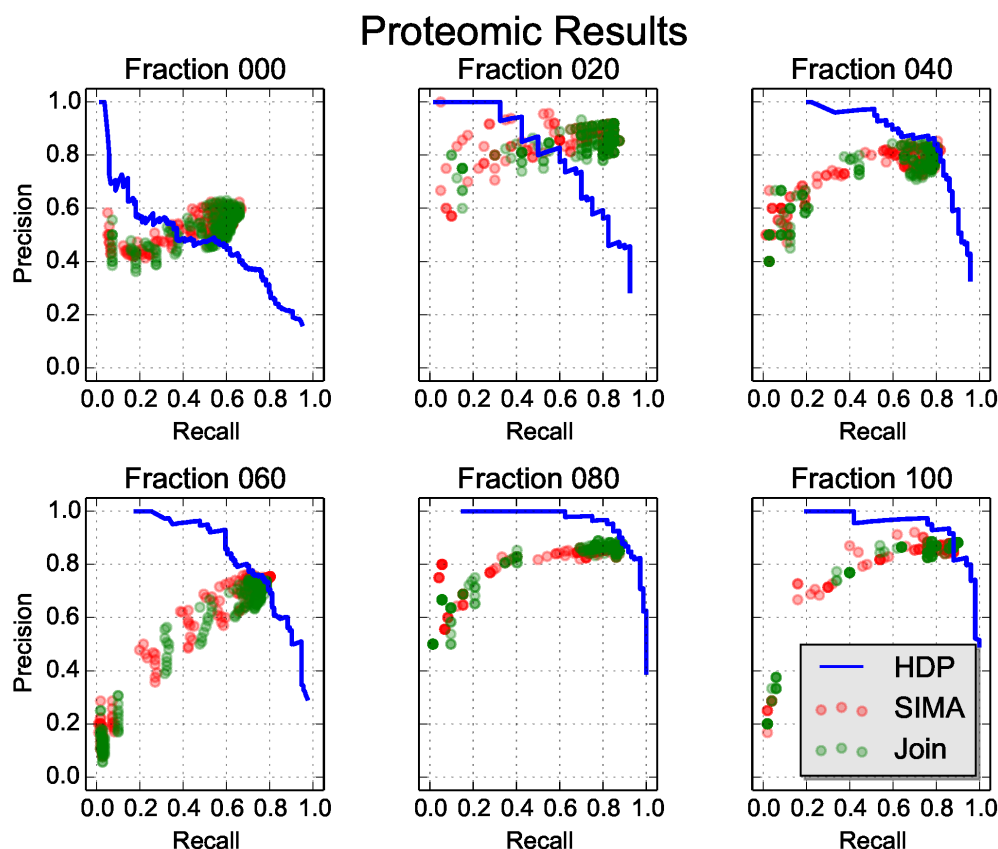 Proteomic Results
Fraction 000
Fraction 020
Fraction 040
Precision
1.0
0.8
0.6
0.4
0.2
0.0
0.0 0.2 0.4 0.6 0.8 1.0
0.0 0.2 0.4 0.6 0.8 1.0
0.0 0.2 0.4 0.6 0.8 1.0
Recall
Recall
Recall
Fraction 060
Fraction 080
Fraction 100
Precision
1.0
0.8
0.6
0.4
0.2
0.0
HDP
SIMA
Join
0.0 0.2 0.4 0.6 0.8 1.0
0.0 0.2 0.4 0.6 0.8 1.0
0.0 0.2 0.4 0.6 0.8 1.0
Recall
Recall
Recall